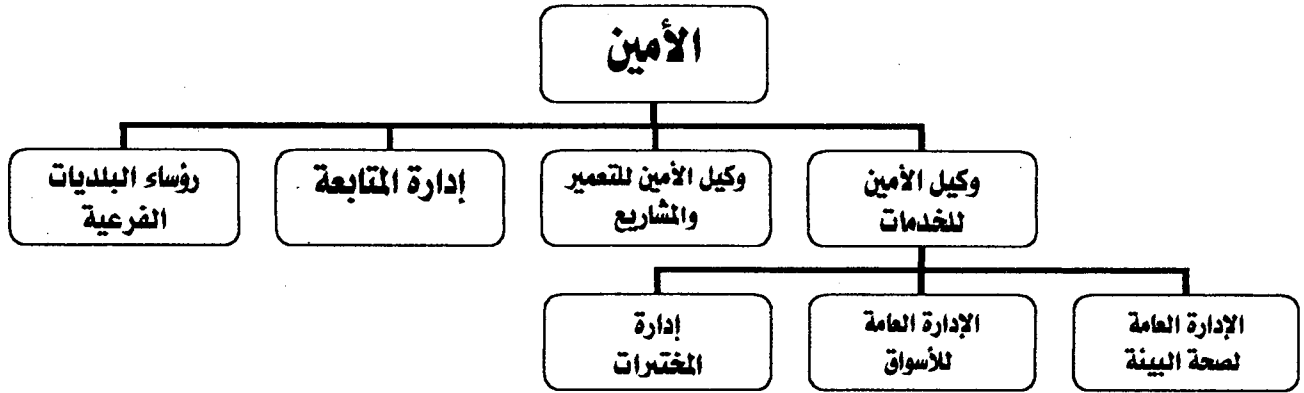 الأمين
وكيل الأمين
للخدمات
وكيل الأمين للتعمير
والمشاريع
إدارة المتابعة
رؤساء البلديات
الفرعية
الإدارة العامة
لصحة البيئة
الإدارة العامة
للأسواق
إدارة
المختبرات